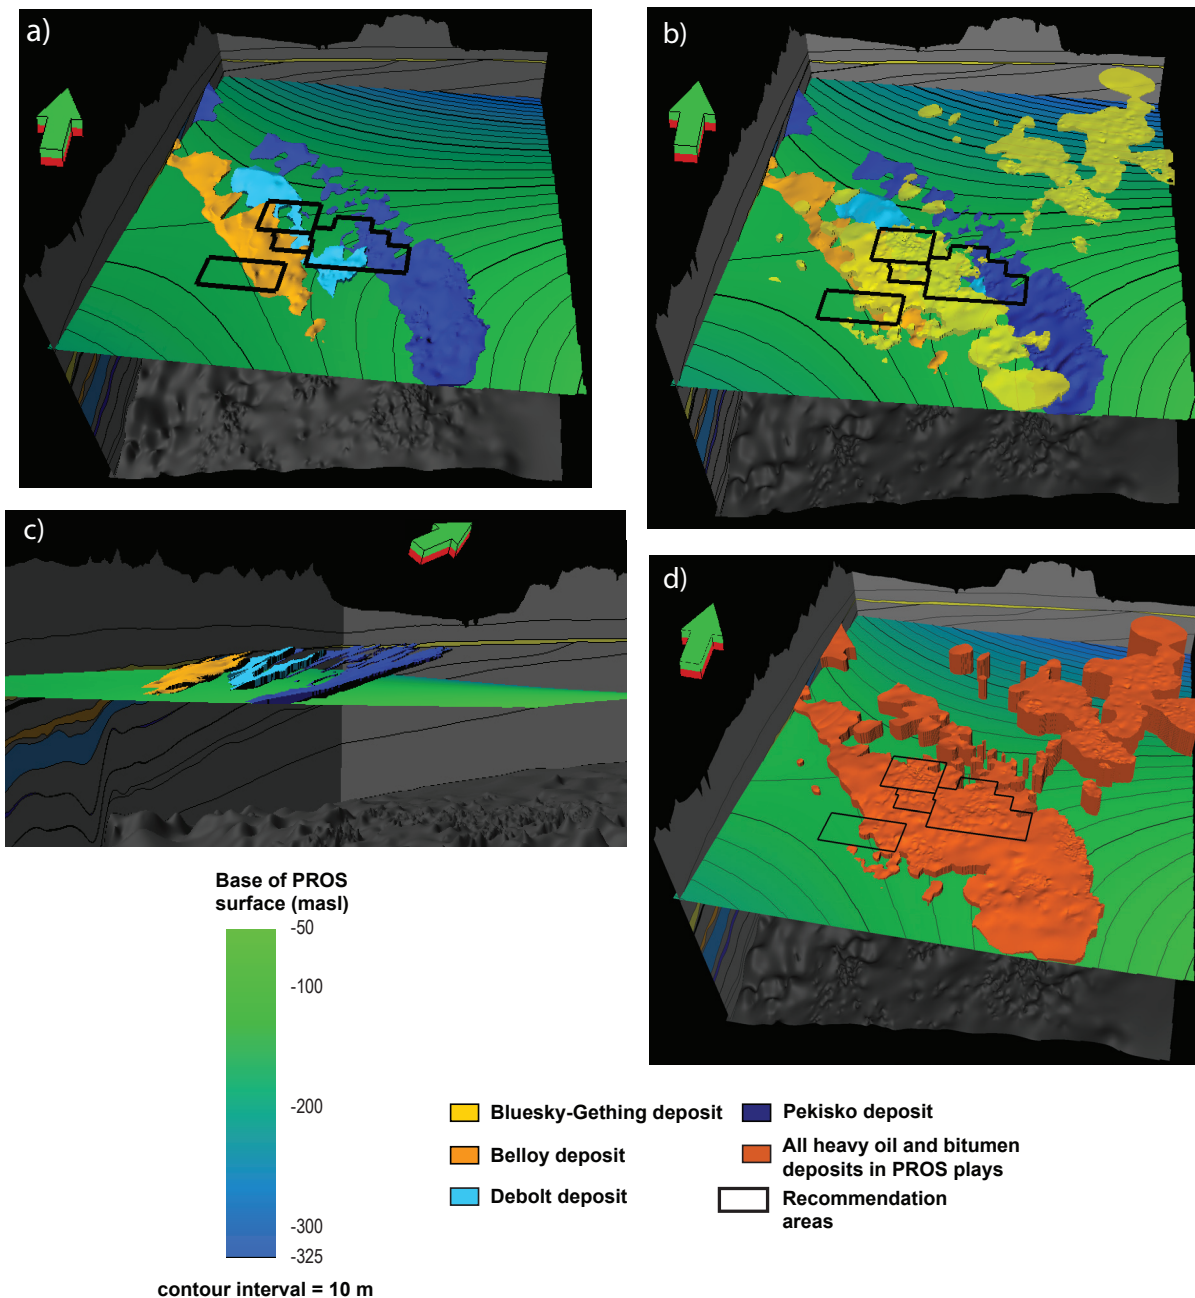 a)
b)
c)
d)
Base of PROS
surface (masl)
-50
-100
-200
-300
-325
contour interval = 10 m
Bluesky-Gething deposit
Belloy deposit
Debolt deposit
Pekisko deposit
All heavy oil and bitumen
deposits in PROS plays
Recommendation
areas